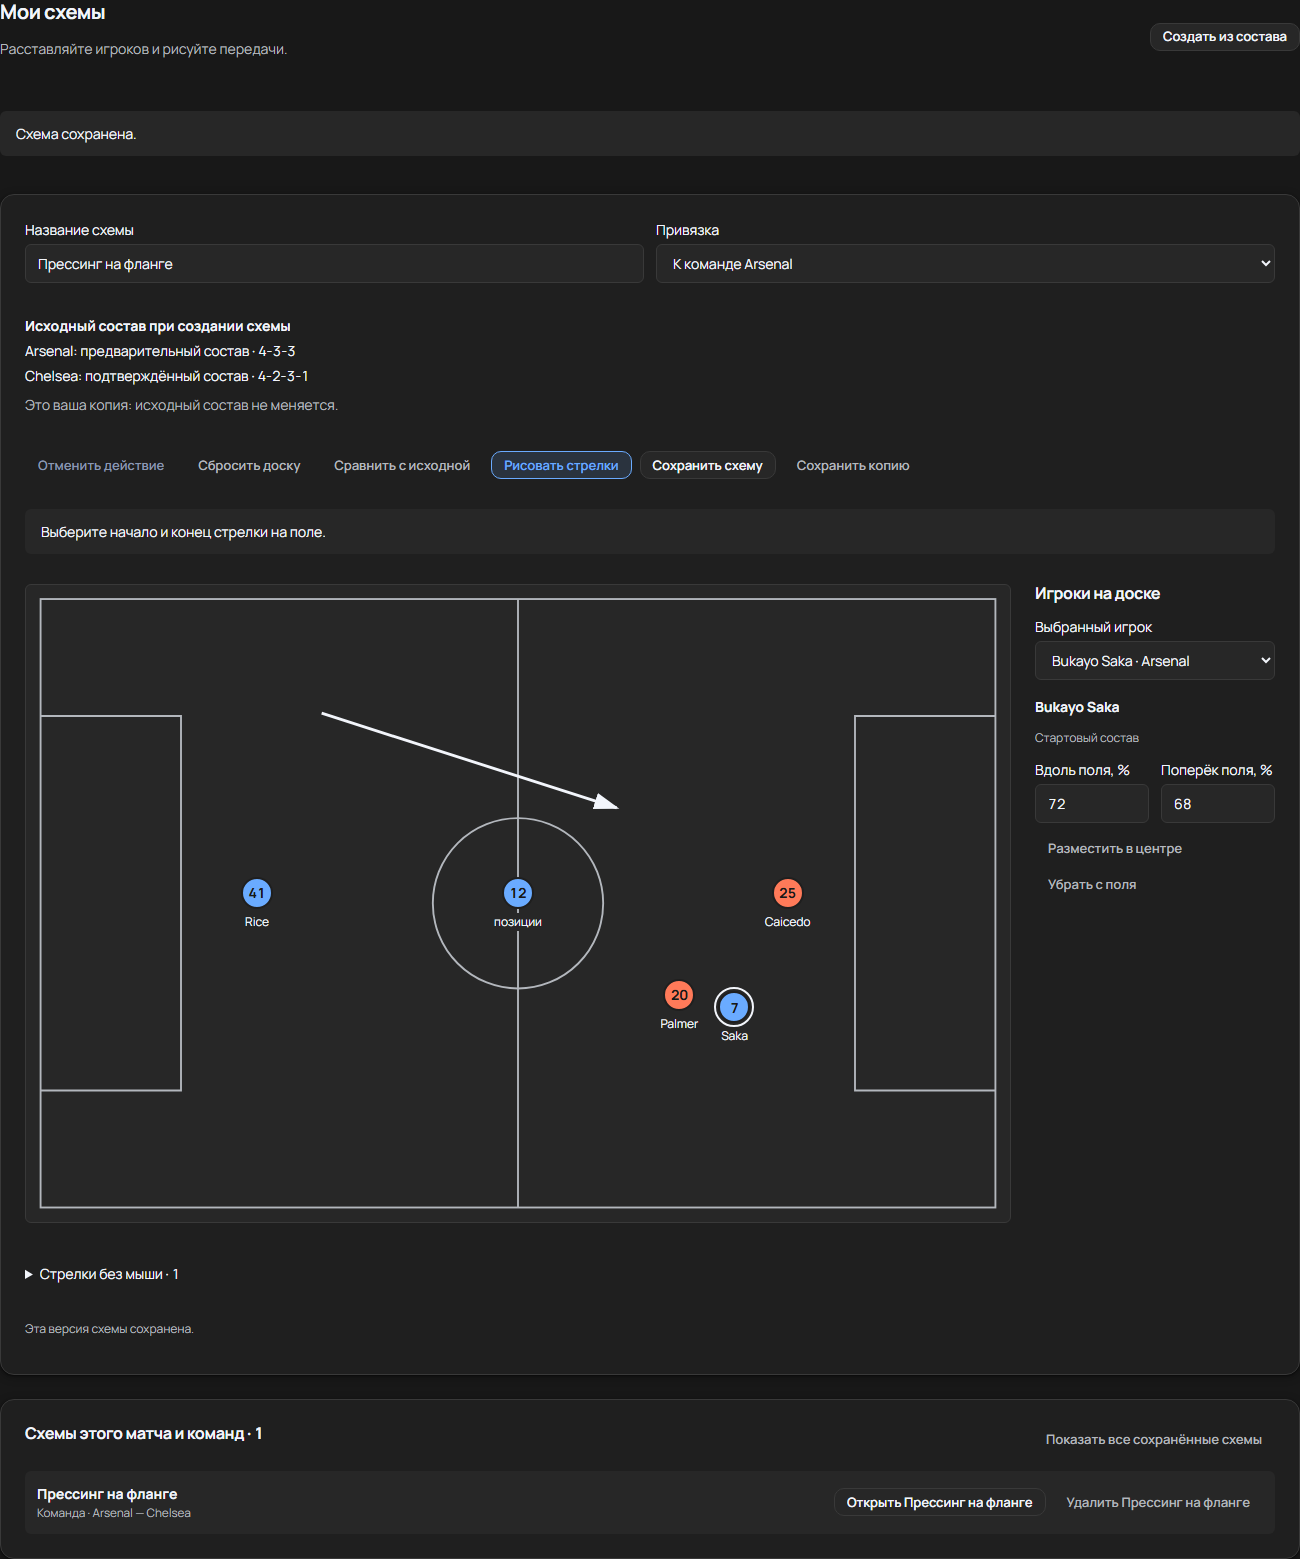 Мои схемы
Расставляйте игроков и рисуйте передачи.
Создать из состава
Схема сохранена.
Название схемы
Прессинг на фланге
Привязка
К команде Arsenal
Исходный состав при создании схемы
Arsenal: предварительный состав · 4-3-3
Chelsea: подтверждённый состав · 4-2-3-1
Это ваша копия: исходный состав не меняется.
Отменить действие
Сбросить доску
Сравнить с исходной
Рисовать стрелки
Сохранить схему
Сохранить копию
Выберите начало и конец стрелки на поле.
41
Rice
12
позиции
25
Caicedo
20
Palmer
7
Saka
Игроки на доске
Выбранный игрок
Bukayo Saka · Arsenal
Bukayo Saka
Стартовый состав
Вдоль поля, %
Поперёк поля, %
72
68
Разместить в центре
Убрать с поля
Стрелки без мыши · 1
Эта версия схемы сохранена.
Схемы этого матча и команд · 1
Показать все сохранённые схемы
Прессинг на фланге
Команда · Arsenal — Chelsea
Открыть Прессинг на фланге
Удалить Прессинг на фланге